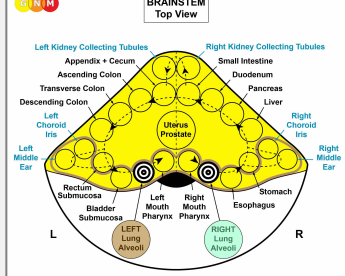 GNM
BRAINSTEM
Top View
Left Kidney Collecting Tubules
Right Kidney Collecting Tubules
Appendix + Cecum
Small Intestine
Ascending Colon
Duodenum
Transverse Colon
Pancreas
Descending Colon
Liver
Left
Choroid
Iris
Right
Choroid
Iris
Uterus
Prostate
Left
Middle
Ear
Right
Middle
Ear
Rectum
Submucosa
Bladder
Submucosa
Left
Mouth
Pharynx
Right
Mouth
Pharynx
Stomach
Esophagus
L
R
LEFT
Lung
Alveoli
RIGHT
Lung
Alveoli